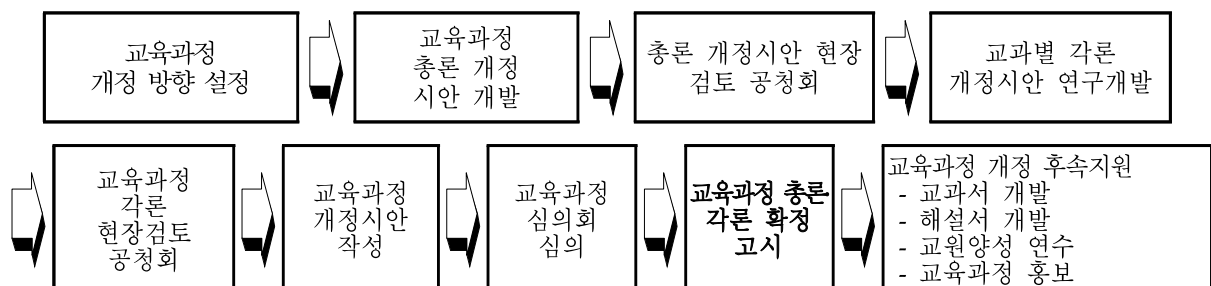 교육과정
개정 방향 설정
교육과정
총론 개정
시안 개발
총론 개정시안 현장
검토 공청회
교과별 각론
개정시안 연구개발
교육과정
각론
현장검토
공청회
교육과정
개정시안
작성
교육과정
심의회
심의
교육과정 총론
각론 확정
고시
교육과정 개정 후속지원
- 교과서 개발
- 해설서 개발
- 교원양성 연수
- 교육과정 홍보